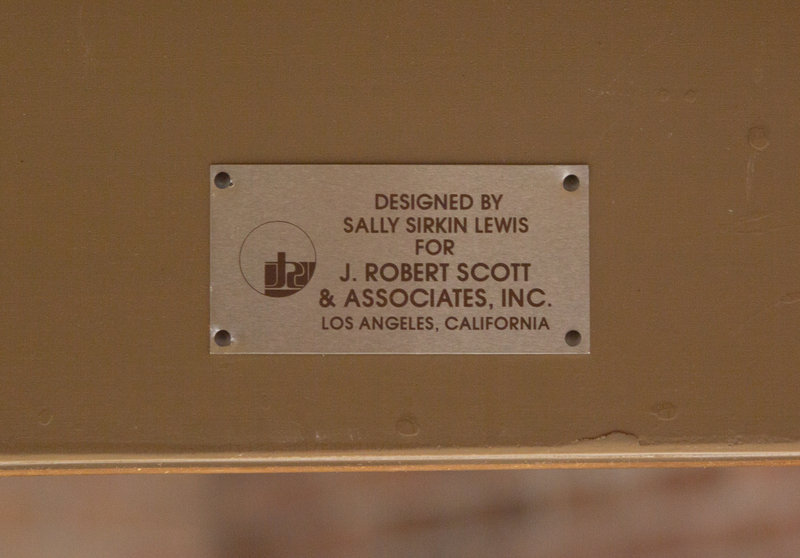 DESIGNED BY
SALLY SIRKIN LEWIS
FOR
J. ROBERT SCOTT
& ASSOCIATES, INC.
LOS ANGELES, CALIFORNIA